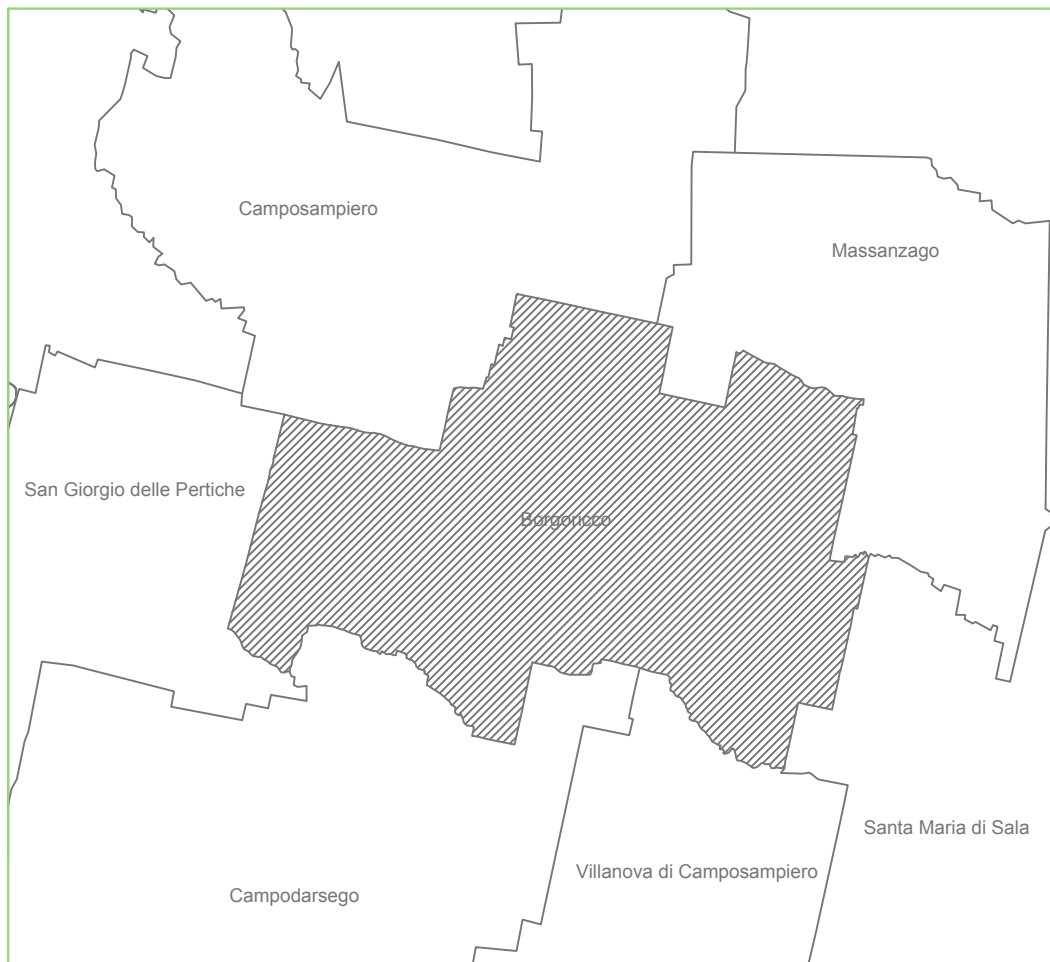 Camposampiero
Massanzago
San Giorgio delle Pertiche
Borgoricco
Santa Maria di Sala
Villanova di Camposampiero
Campodarsego